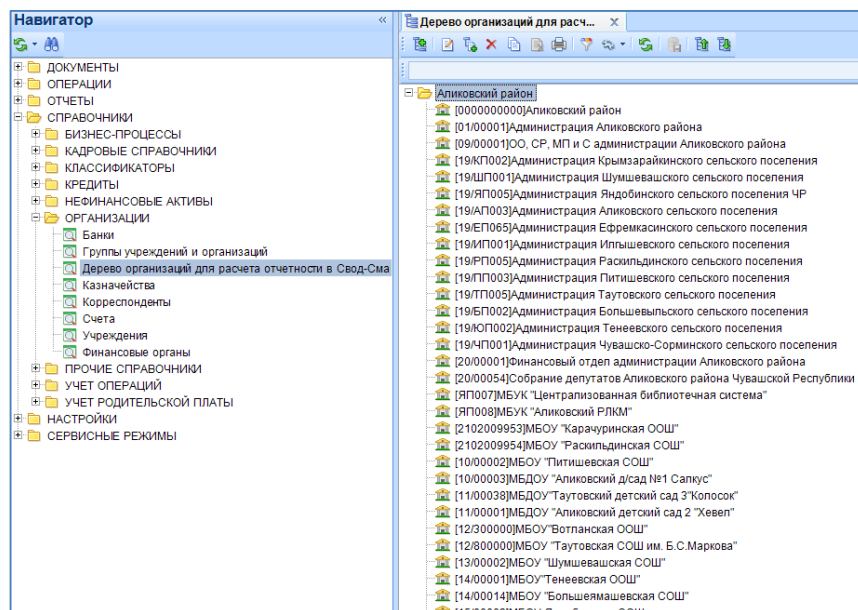 Навигатор
ДОКУМЕНТЫ
ОПЕРАЦИИ
ОТЧЕТЫ
СПРАВОЧНИКИ
БИЗНЕС-ПРОЦЕССЫ
КАДРОВЫЕ СПРАВОЧНИКИ
КЛАССИФИКАТОРЫ
КРЕДИТЫ
НЕФИНАНСОВЫЕ АКТИВЫ
ОРГАНИЗАЦИИ
Банки
Группы учреждений и организаций
Дерево организаций для расчета отчетности в Свод-Сма
Казначейства
Корреспонденты
Счета
Учреждения
Финансовые органы
ПРОЧИЕ СПРАВОЧНИКИ
УЧЕТ ОПЕРАЦИЙ
УЧЕТ РОДИТЕЛЬСКОЙ ПЛАТЫ
НАСТРОЙКИ
СЕРВИСНЫЕ РЕЖИМЫ
Дерево организаций для расч...
Аликовский район
[0000000000]Аликовский район
[01/00001]Администрация Аликовского района
[09/00001]ОО, СР, МП и С администрации Аликовского района
[19/КП002]Администрация Крымзарайкинского сельского поселения
[19/ШП001]Администрация Шумшевашского сельского поселения
[19/ЯП005]Администрация Яндобинского сельского поселения ЧР
[19/АП003]Администрация Аликовского сельского поселения
[19/ЕП065]Администрация Ефремкасинского сельского поселения
[19/ИП001]Администрация Илгышевского сельского поселения
[19/РП005]Администрация Раскильдинского сельского поселения
[19/ПП003]Администрация Питишевского сельского поселения
[19/ТП005]Администрация Таутовского сельского поселения
[19/БП002]Администрация Большевыльского сельского поселения
[19/ЮП002]Администрация Тенеевского сельского поселения
[19/ЧП001]Администрация Чувашско-Сорминского сельского поселения
[20/00001]Финансовый отдел администрации Аликовского района
[20/00054]Собрание депутатов Аликовского района Чувашской Республики
[ЯП007]МБУК "Централизованная библиотечная система"
[ЯП008]МБУК "Аликовский РЛКМ"
[2102009953]МБОУ "Карачуринская ООШ"
[2102009954]МБОУ "Раскильдинская СОШ"
[10/00002]МБОУ "Питишевская СОШ"
[10/00003]МБДОУ "Аликовский д/сад №1 Салкус"
[11/00038]МБДОУ"Таутовский детский сад 3"Колосок"
[11/00001]МБДОУ "Аликовский детский сад 2 "Хевел"
[12/300000]МБОУ"Вотланская ООШ"
[12/800000]МБОУ "Таутовская СОШ им. Б.С.Маркова"
[13/00002]МБОУ "Шумшевашская СОШ"
[14/00001]МБОУ"Тенеевская ООШ"
[14/00014]МБОУ "Большеямашевская СОШ"